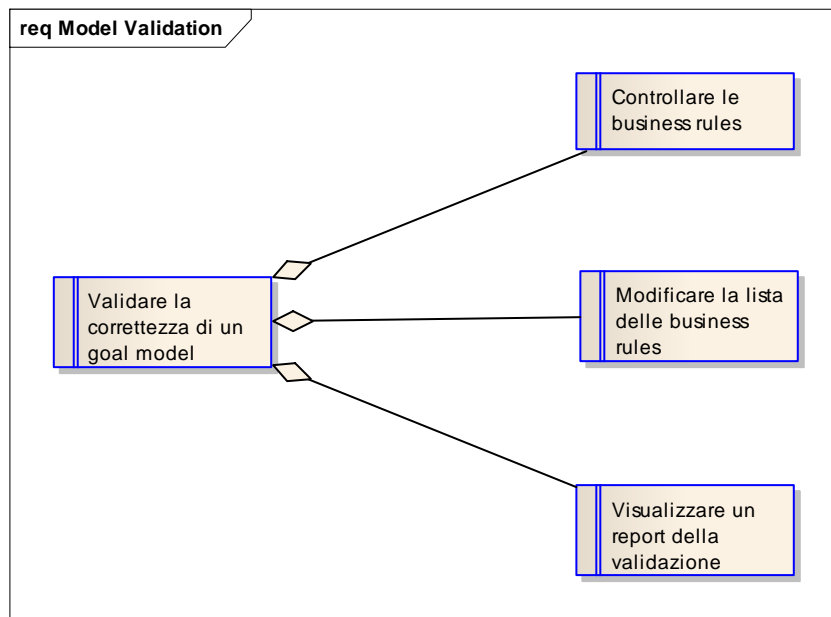 req Model Validation
Controllare le
business rules
Validare la
correttezza di un
goal model
Modificare la lista
delle business
rules
Visualizzare un
report della
validazione